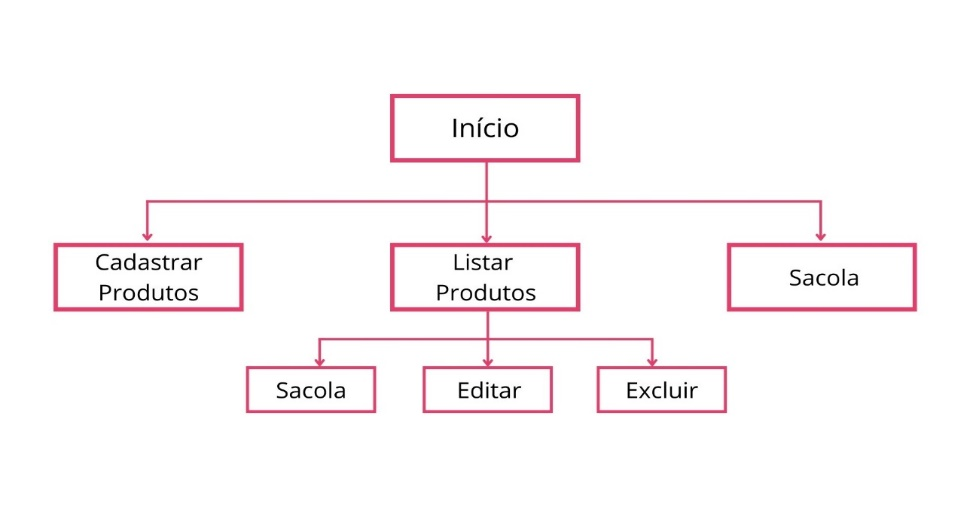 Início
Cadastrar
Produtos
Listar
Produtos
Sacola
Sacola
Editar
Excluir